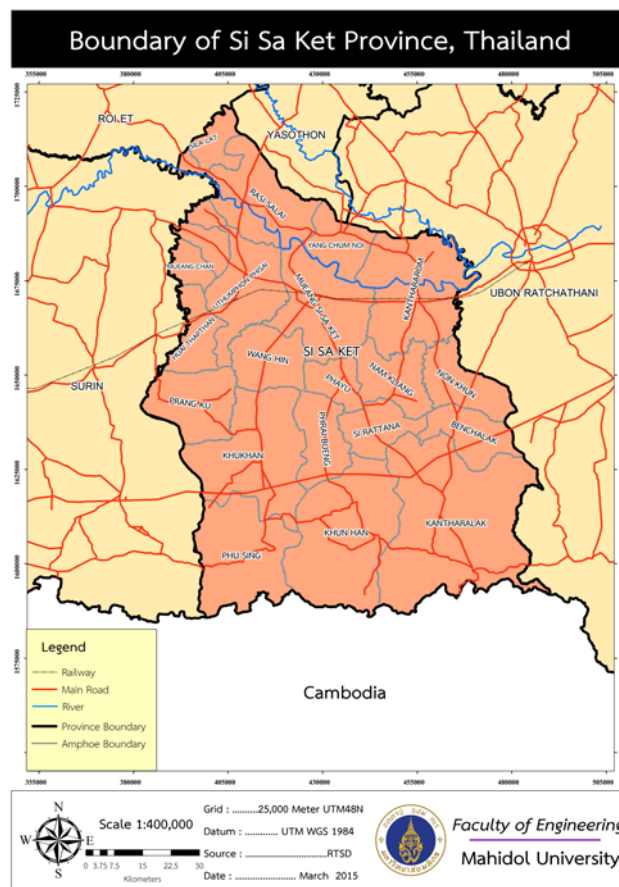 Boundary of Si Sa Ket Province, Thailand
355000 380000 405000 430000 455000 480000 505000
1725000
1700000
1675000
1650000
1625000
1600000
1575000
ROI ET
YASOTHON
RASI SALAI
YANG CHUM NOI
MUEANG CHAN
UTHUMPHON PHISAI
MUEANG SI SA KET
KANTHARAROM
UBON RATCHATHANI
HUAI THAPTHAN
SI SA KET
WANG HIN
SURIN
PHAYU
NAM KLIANG
NON KHUN
PRANG KU
PHRAI BUENG
SI RATTANA
BENCHALAK
KHUKHAN
KHUN HAN
KANTHARALAK
PHU SING
Legend
Railway
Main Road
River
Province Boundary
Amphoe Boundary
Cambodia
355000 380000 405000 430000 455000 480000 505000
N
W E
S
Scale 1:400,000
0 3.75 7.5 15 22.5 30
Kilometers
Grid : ..........25,000 Meter UTM48N
Datum : ............. UTM WGS 1984
Source : .................................RTSD
Date : ........................ March 2015
Faculty of Engineering
Mahidol University